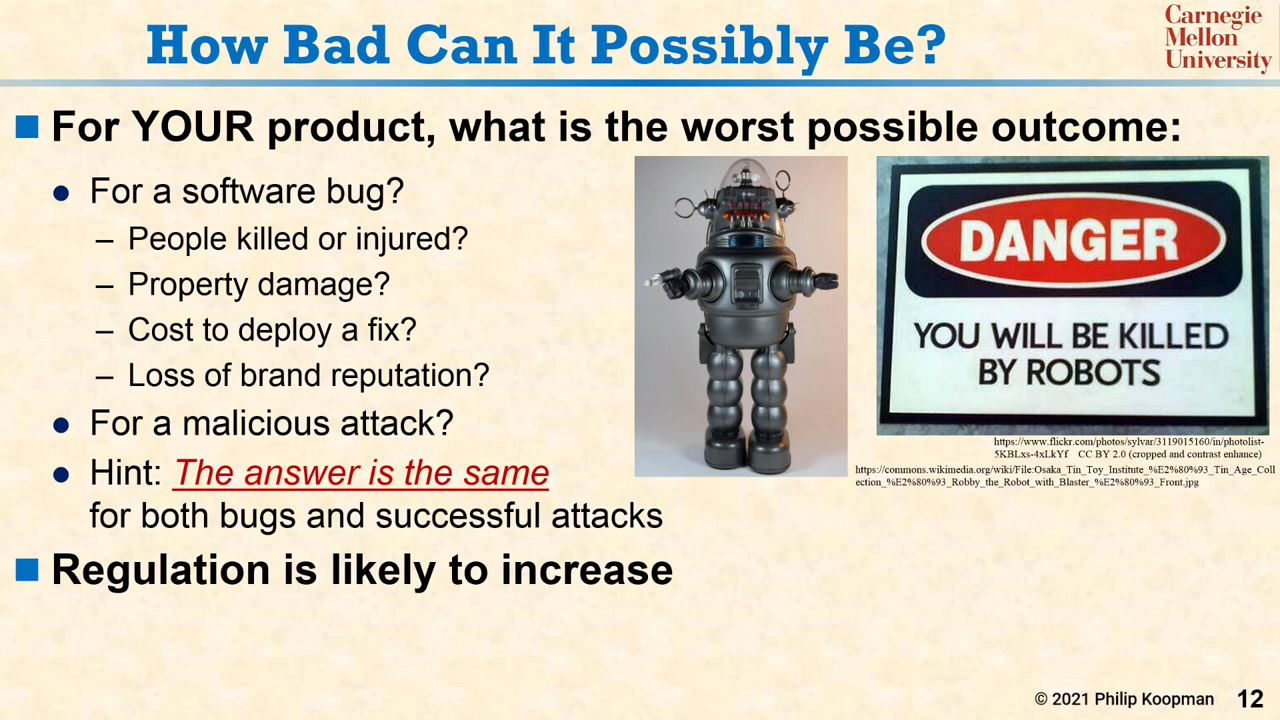 How Bad Can It Possibly Be?
Carnegie
Mellon
University
For YOUR product, what is the worst possible outcome:
● For a software bug?
– People killed or injured?
– Property damage?
– Cost to deploy a fix?
– Loss of brand reputation?
● For a malicious attack?
● Hint: The answer is the same
for both bugs and successful attacks
Regulation is likely to increase
DANGER
YOU WILL BE KILLED
BY ROBOTS
https://www.flickr.com/photos/sylvar/3119015160/in/photolist-
5KBLxs-4xLkYf CC BY 2.0 (cropped and contrast enhance)
https://commons.wikimedia.org/wiki/File:Osaka_Tin_Toy_Institute_%E2%80%93_Tin_Age_Coll
ection_%E2%80%93_Robby_the_Robot_with_Blaster_%E2%80%93_Front.jpg
© 2021 Philip Koopman 12